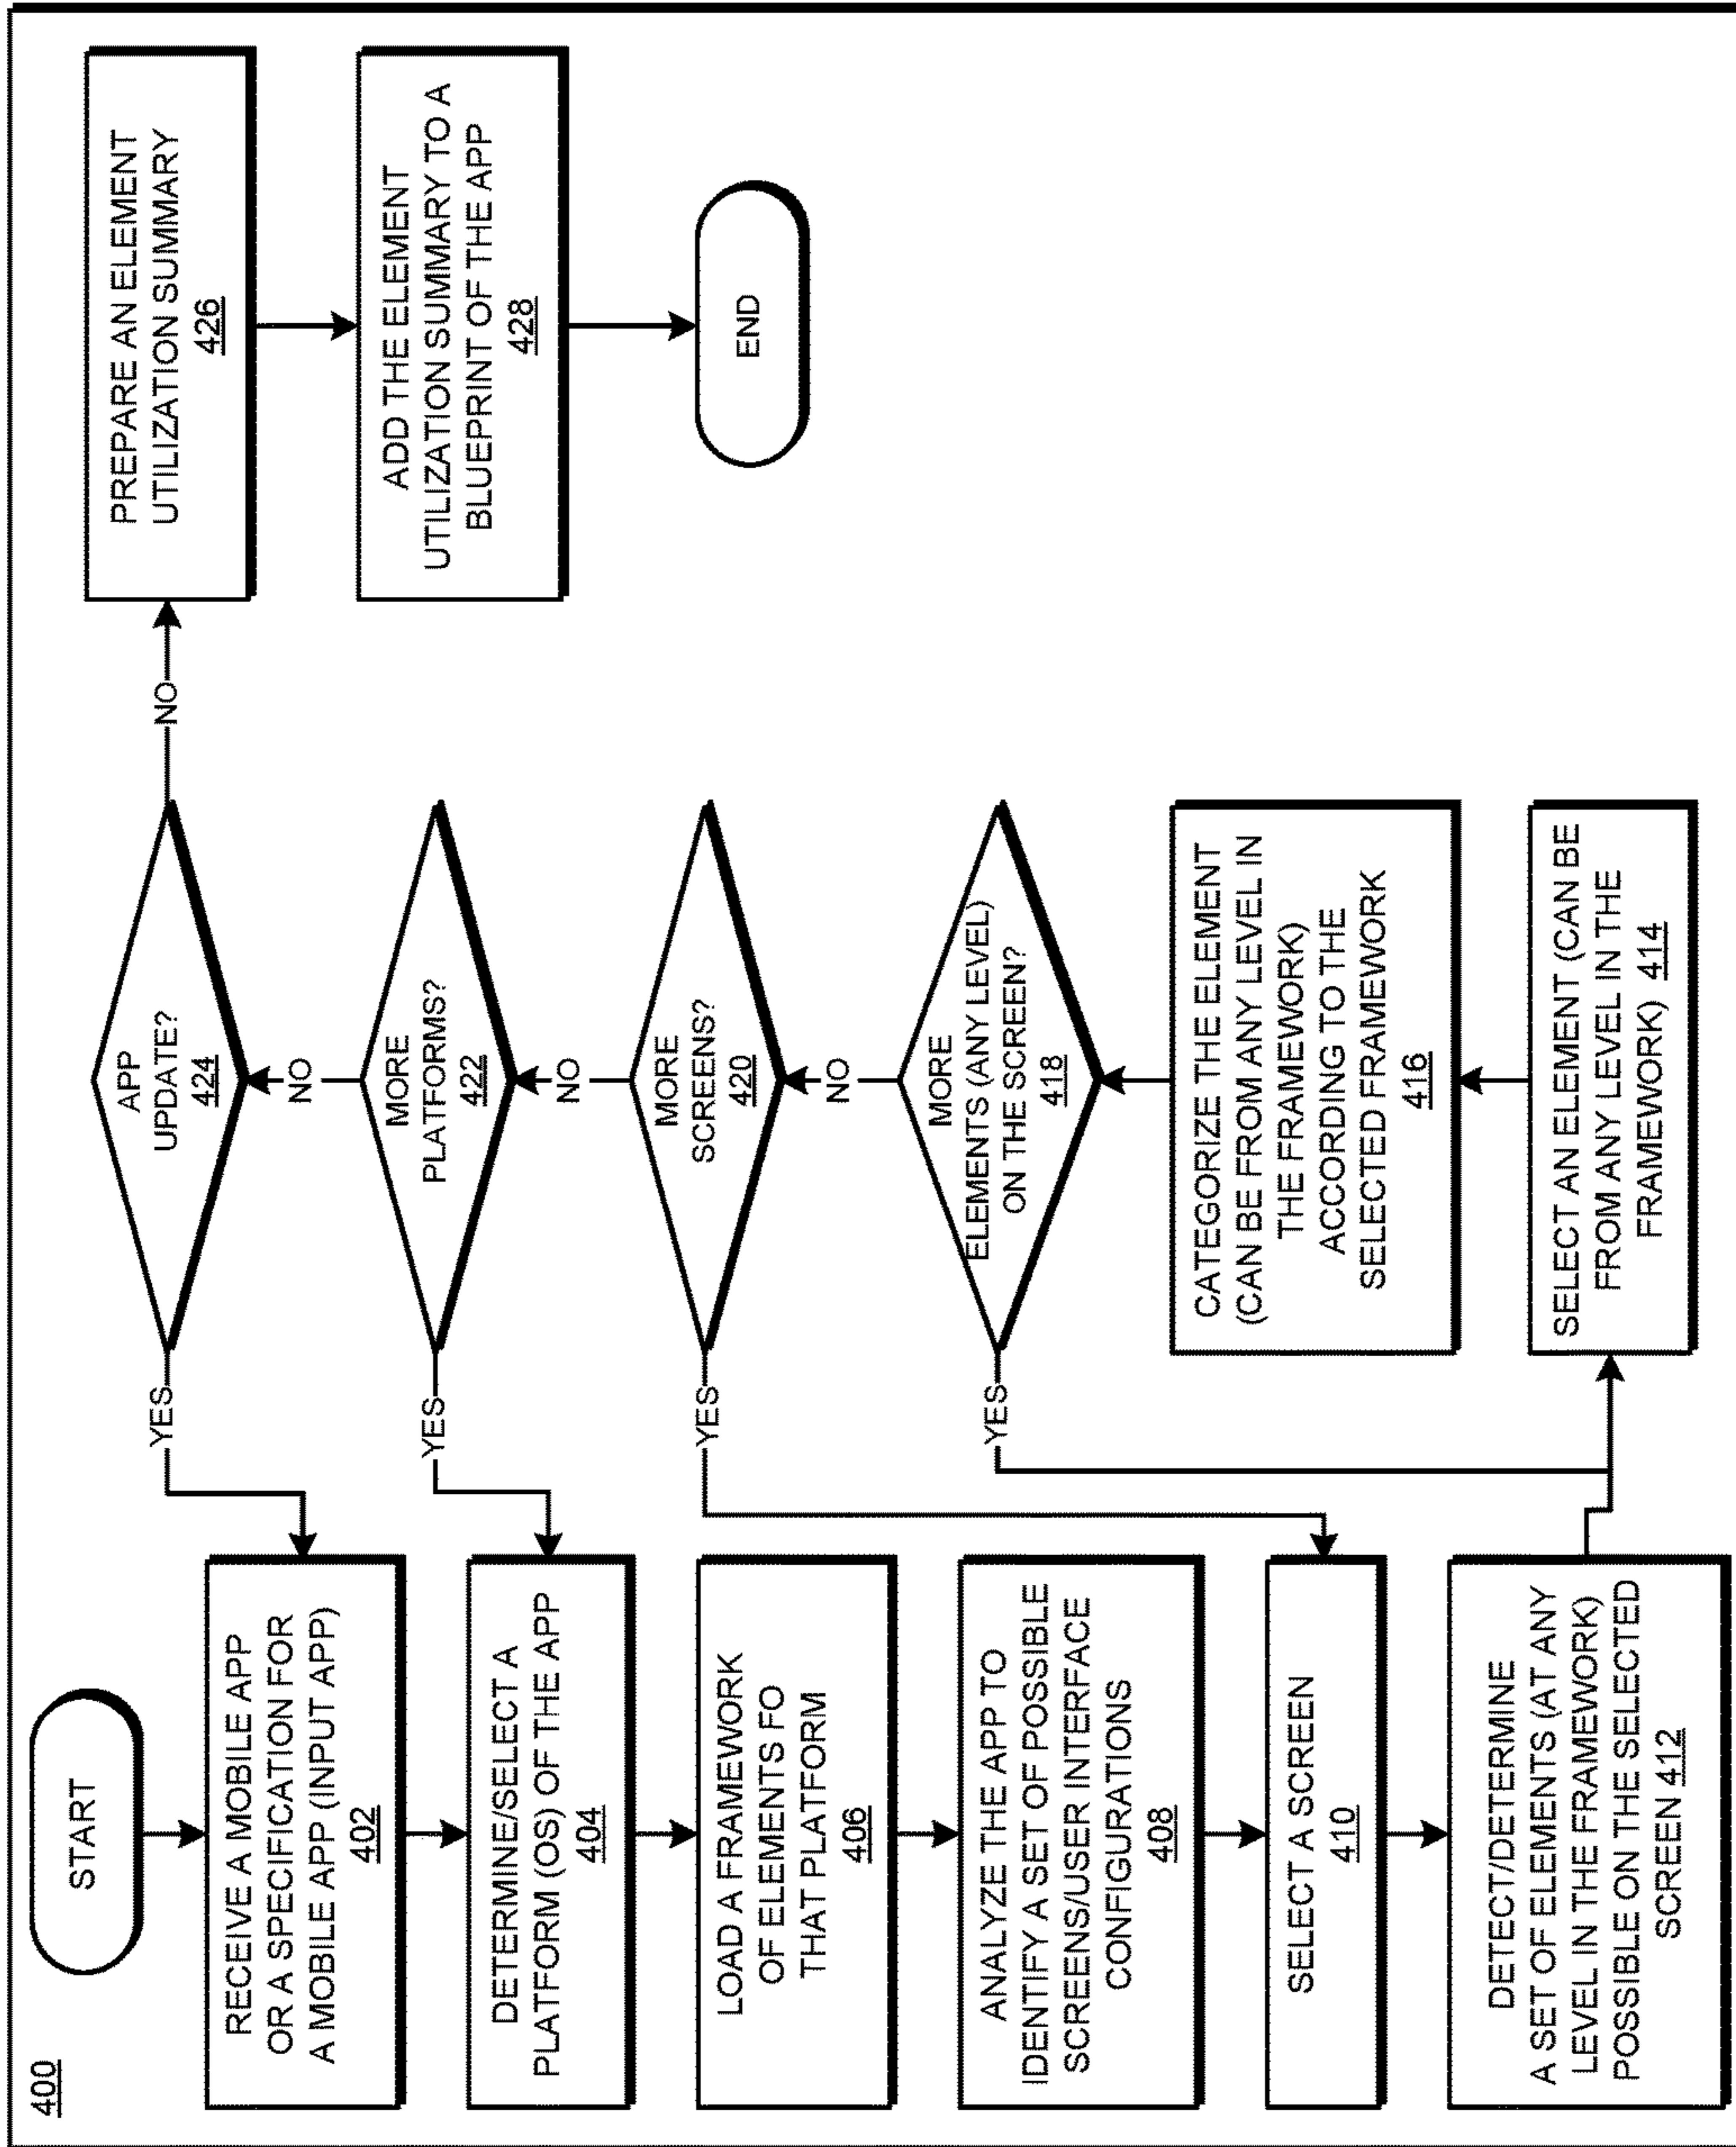 400
START
RECEIVE A MOBILE APP
OR A SPECIFICATION FOR
A MOBILE APP (INPUT APP)
402
DETERMINE/SELECT A
PLATFORM (OS) OF THE APP
404
LOAD A FRAMEWORK
OF ELEMENTS FO
THAT PLATFORM
406
ANALYZE THE APP TO
IDENTIFY A SET OF POSSIBLE
SCREENS/USER INTERFACE
CONFIGURATIONS
408
SELECT A SCREEN
410
DETECT/DETERMINE
A SET OF ELEMENTS (AT ANY
LEVEL IN THE FRAMEWORK)
POSSIBLE ON THE SELECTED
SCREEN 412
SELECT AN ELEMENT (CAN BE
FROM ANY LEVEL IN THE
FRAMEWORK) 414
CATEGORIZE THE ELEMENT
(CAN BE FROM ANY LEVEL IN
THE FRAMEWORK)
ACCORDING TO THE
SELECTED FRAMEWORK
416
MORE
ELEMENTS (ANY LEVEL)
ON THE SCREEN?
418
YES
NO
MORE
SCREENS?
420
YES
NO
MORE
PLATFORMS?
422
YES
NO
APP
UPDATE?
424
YES
NO
PREPARE AN ELEMENT
UTILIZATION SUMMARY
426
ADD THE ELEMENT
UTILIZATION SUMMARY TO A
BLUEPRINT OF THE APP
428
END